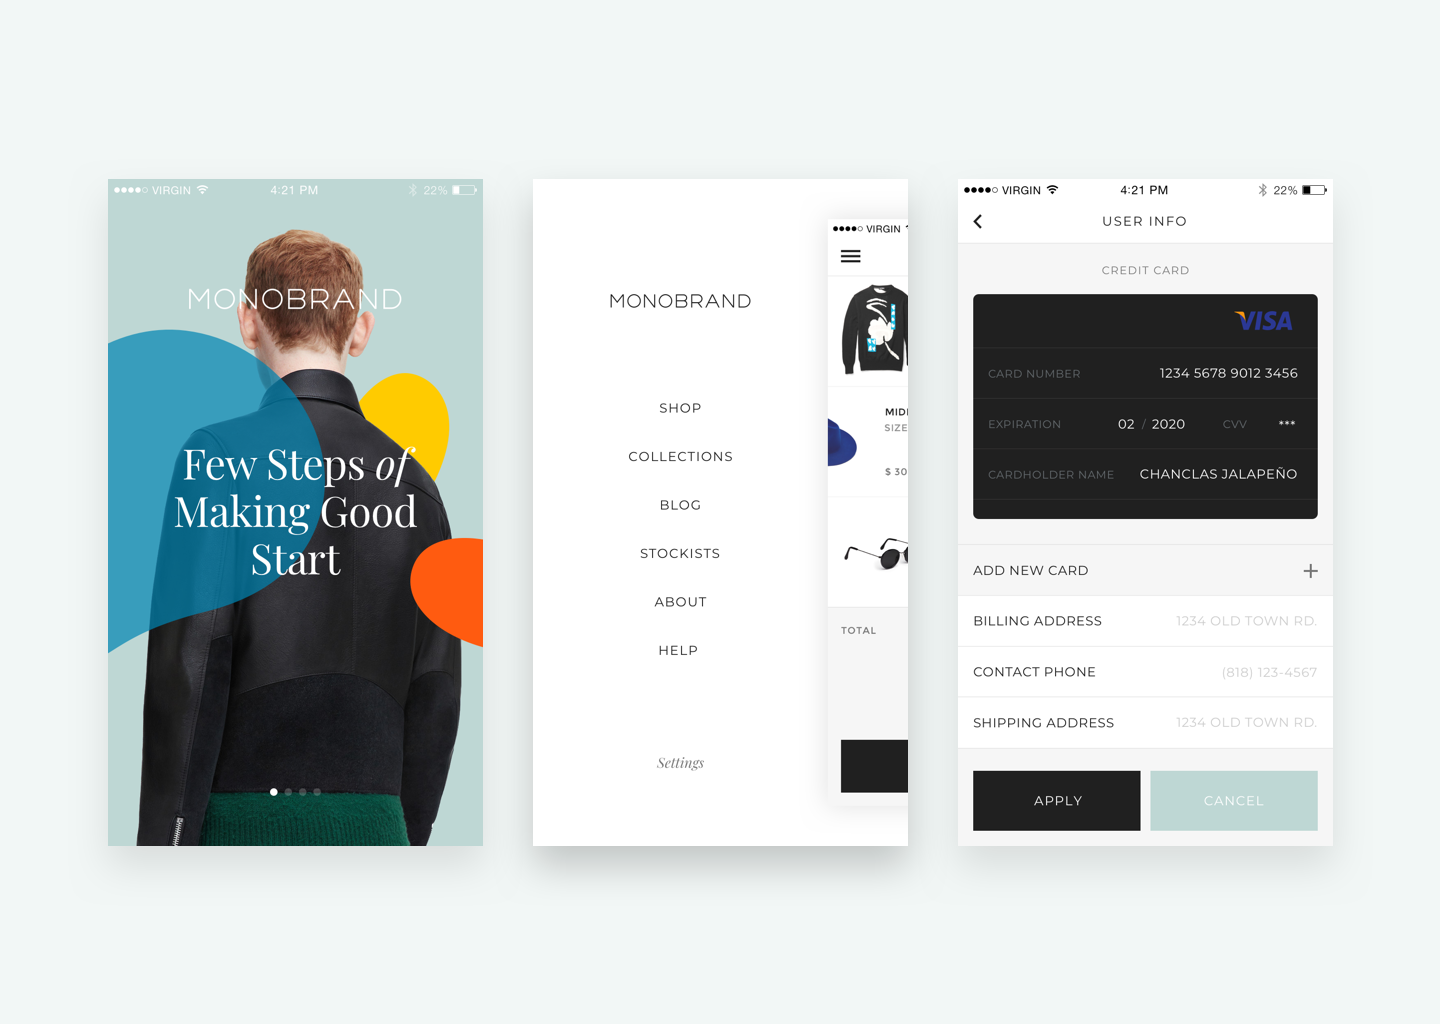 VIRGIN 4:21 PM 22%
MONOBRAND
Few Steps of
Making Good
Start
MONOBRAND
SHOP
COLLECTIONS
BLOG
STOCKISTS
ABOUT
HELP
Settings
VIRGIN
SIZE
$ 30
TOTAL
VIRGIN 4:21 PM 22%
USER INFO
CREDIT CARD
VISA
CARD NUMBER 1234 5678 9012 3456
EXPIRATION 02 / 2020 CVV ***
CARDHOLDER NAME CHANCLAS JALAPEÑO
ADD NEW CARD +
BILLING ADDRESS 1234 OLD TOWN RD.
CONTACT PHONE (818) 123-4567
SHIPPING ADDRESS 1234 OLD TOWN RD.
APPLY CANCEL